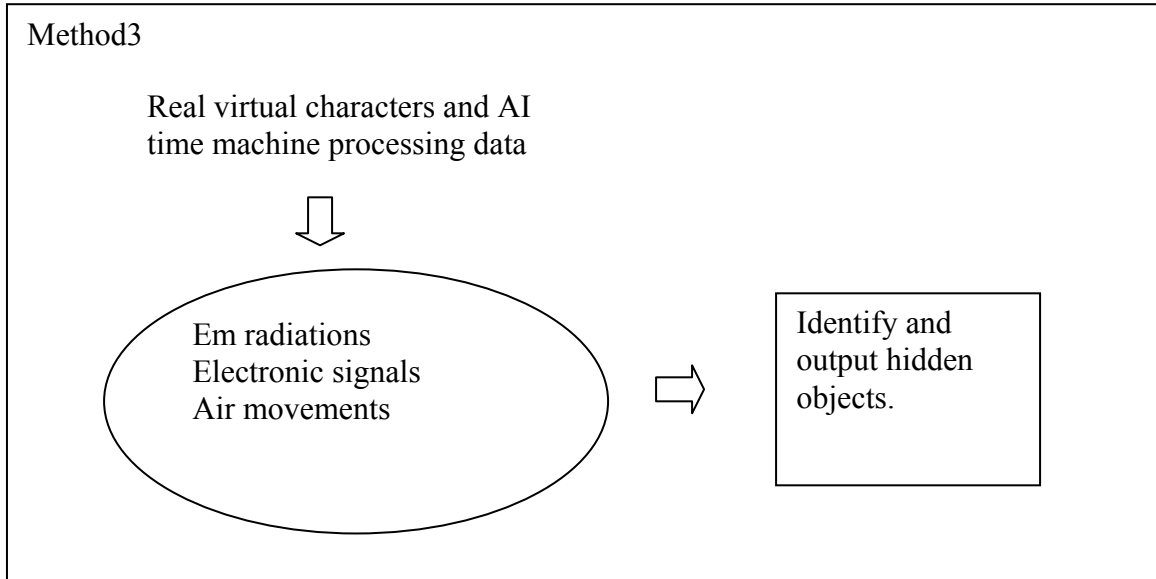 Method3
Real virtual characters and AI
time machine processing data
Em radiations
Electronic signals
Air movements
Identify and
output hidden
objects.